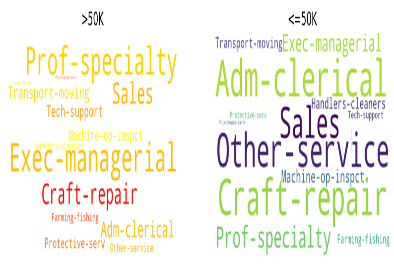 >50K
Prof-specialty
Transport-moving
Sales
Tech-support
Machine-op-inspct
Handlers-cleaners
Exec-managerial
Craft-repair
Farming-fishing
Adm-clerical
Protective-serv
Other-service
<=50K
Transport-moving
Exec-managerial
Adm-clerical
Handlers-cleaners
Protective-serv
Tech-support
Sales
Other-service
Machine-op-inspct
Craft-repair
Prof-specialty
Farming-fishing